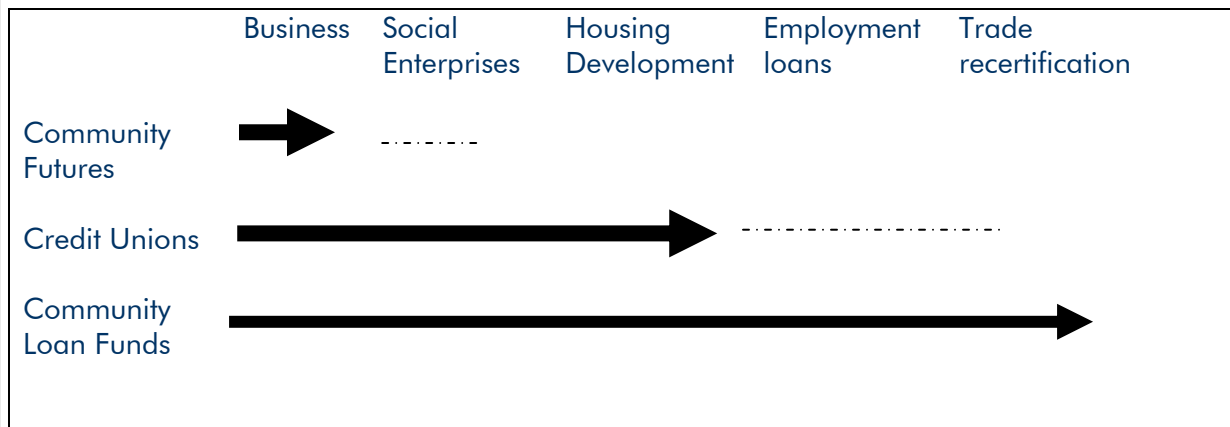 Business Social Housing Employment Trade
Enterprises Development loans recertification
Community
Futures
Credit Unions
Community
Loan Funds